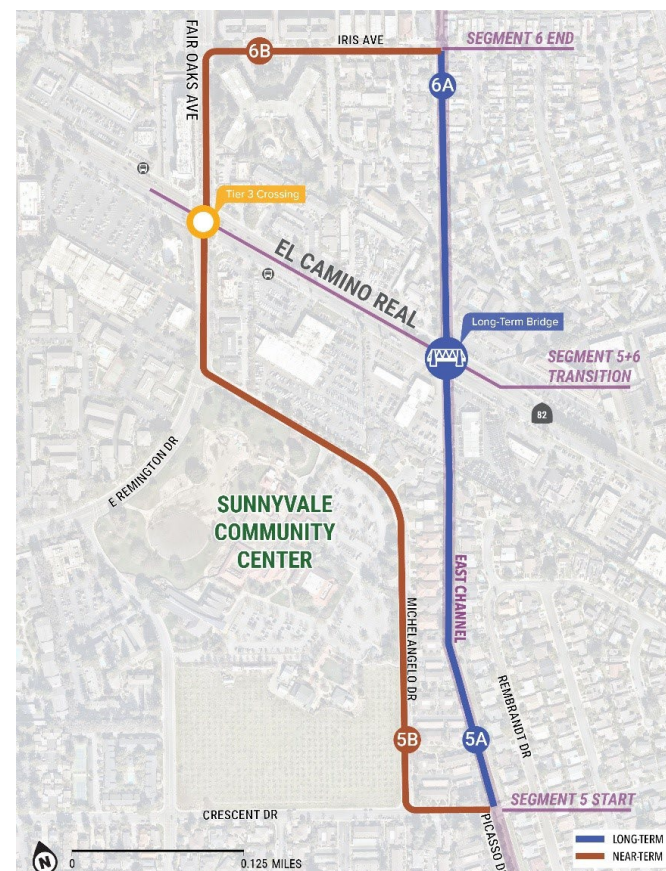 FAIR OAKS AVE
6B
IRIS AVE
SEGMENT 6 END
6A
Tier 3 Crossing
EL CAMINO REAL
Long-Term Bridge
SEGMENT 5+6
TRANSITION
82
E REMINGTON DR
SUNNYVALE
COMMUNITY
CENTER
EAST CHANNEL
MICHELANGELO DR
REMBRANDT DR
5B
5A
SEGMENT 5 START
CRESCENT DR
PICASSO D
N
0
0.125 MILES
LONG-TERM
NEAR-TERM